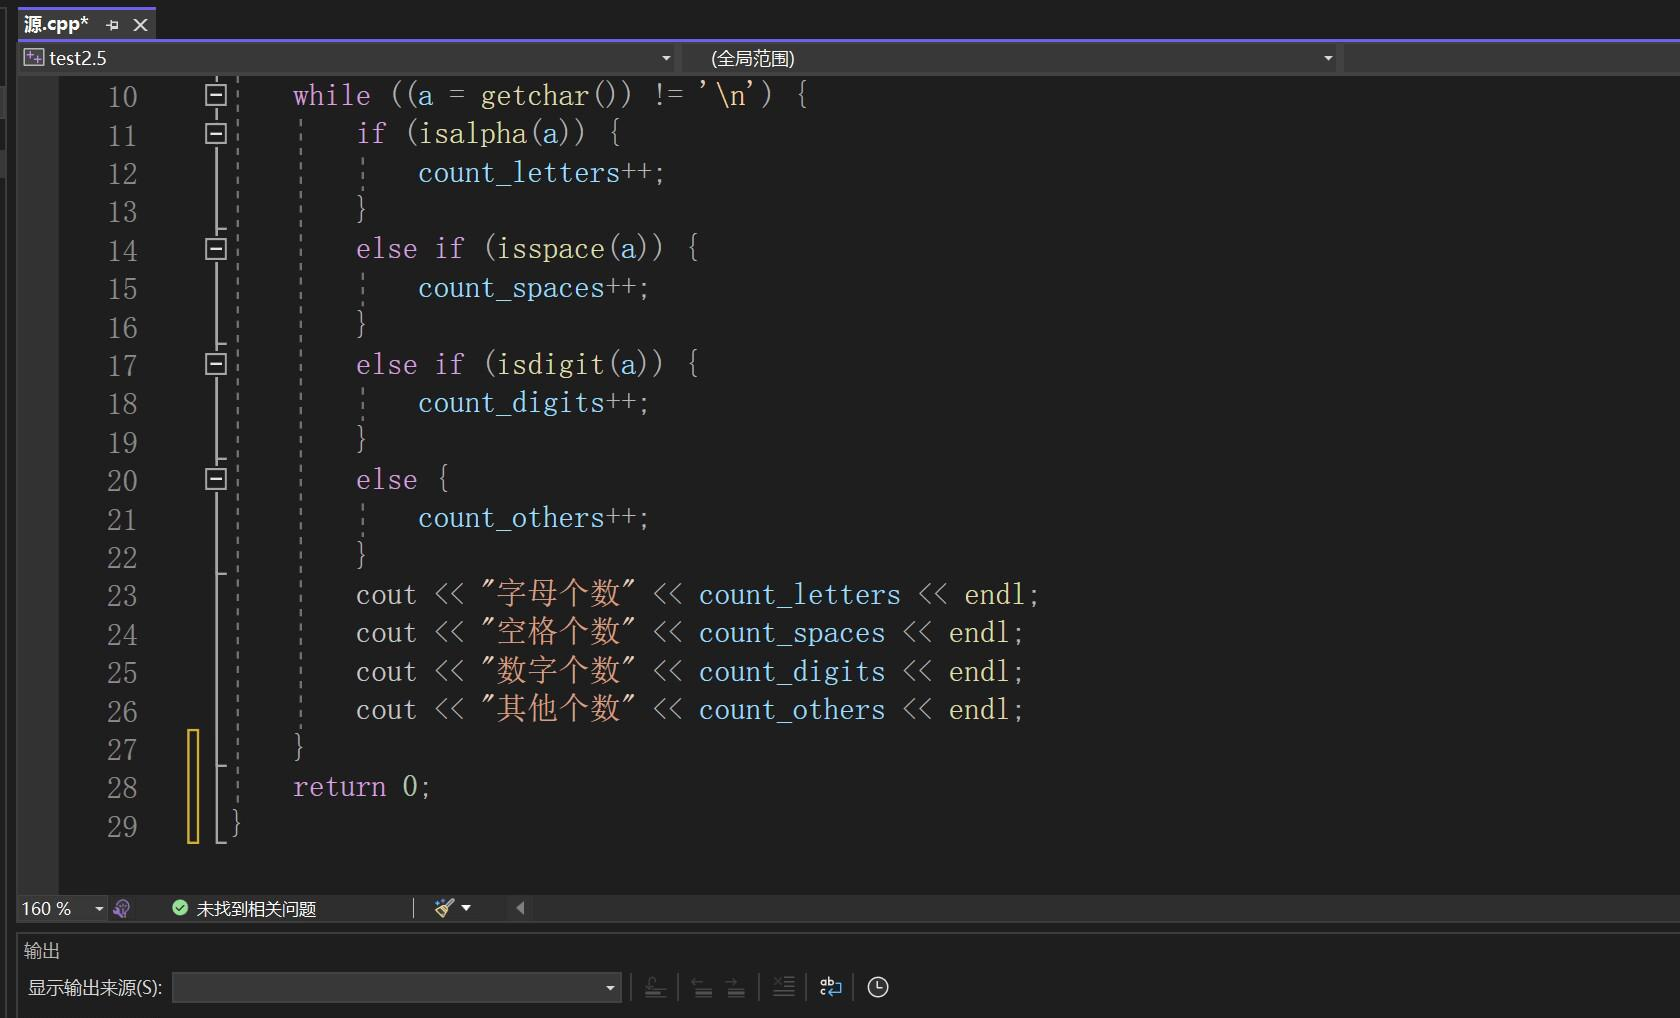 源.cpp*
test2.5
(全局范围)
10 while ((a = getchar()) != '\n') {
11 if (isalpha(a)) {
12 count_letters++;
13 }
14 else if (isspace(a)) {
15 count_spaces++;
16 }
17 else if (isdigit(a)) {
18 count_digits++;
19 }
20 else {
21 count_others++;
22 }
23 cout << "字母个数" << count_letters << endl;
24 cout << "空格个数" << count_spaces << endl;
25 cout << "数字个数" << count_digits << endl;
26 cout << "其他个数" << count_others << endl;
27 }
28 return 0;
29 }
160 %
未找到相关问题
输出
显示输出来源(S):